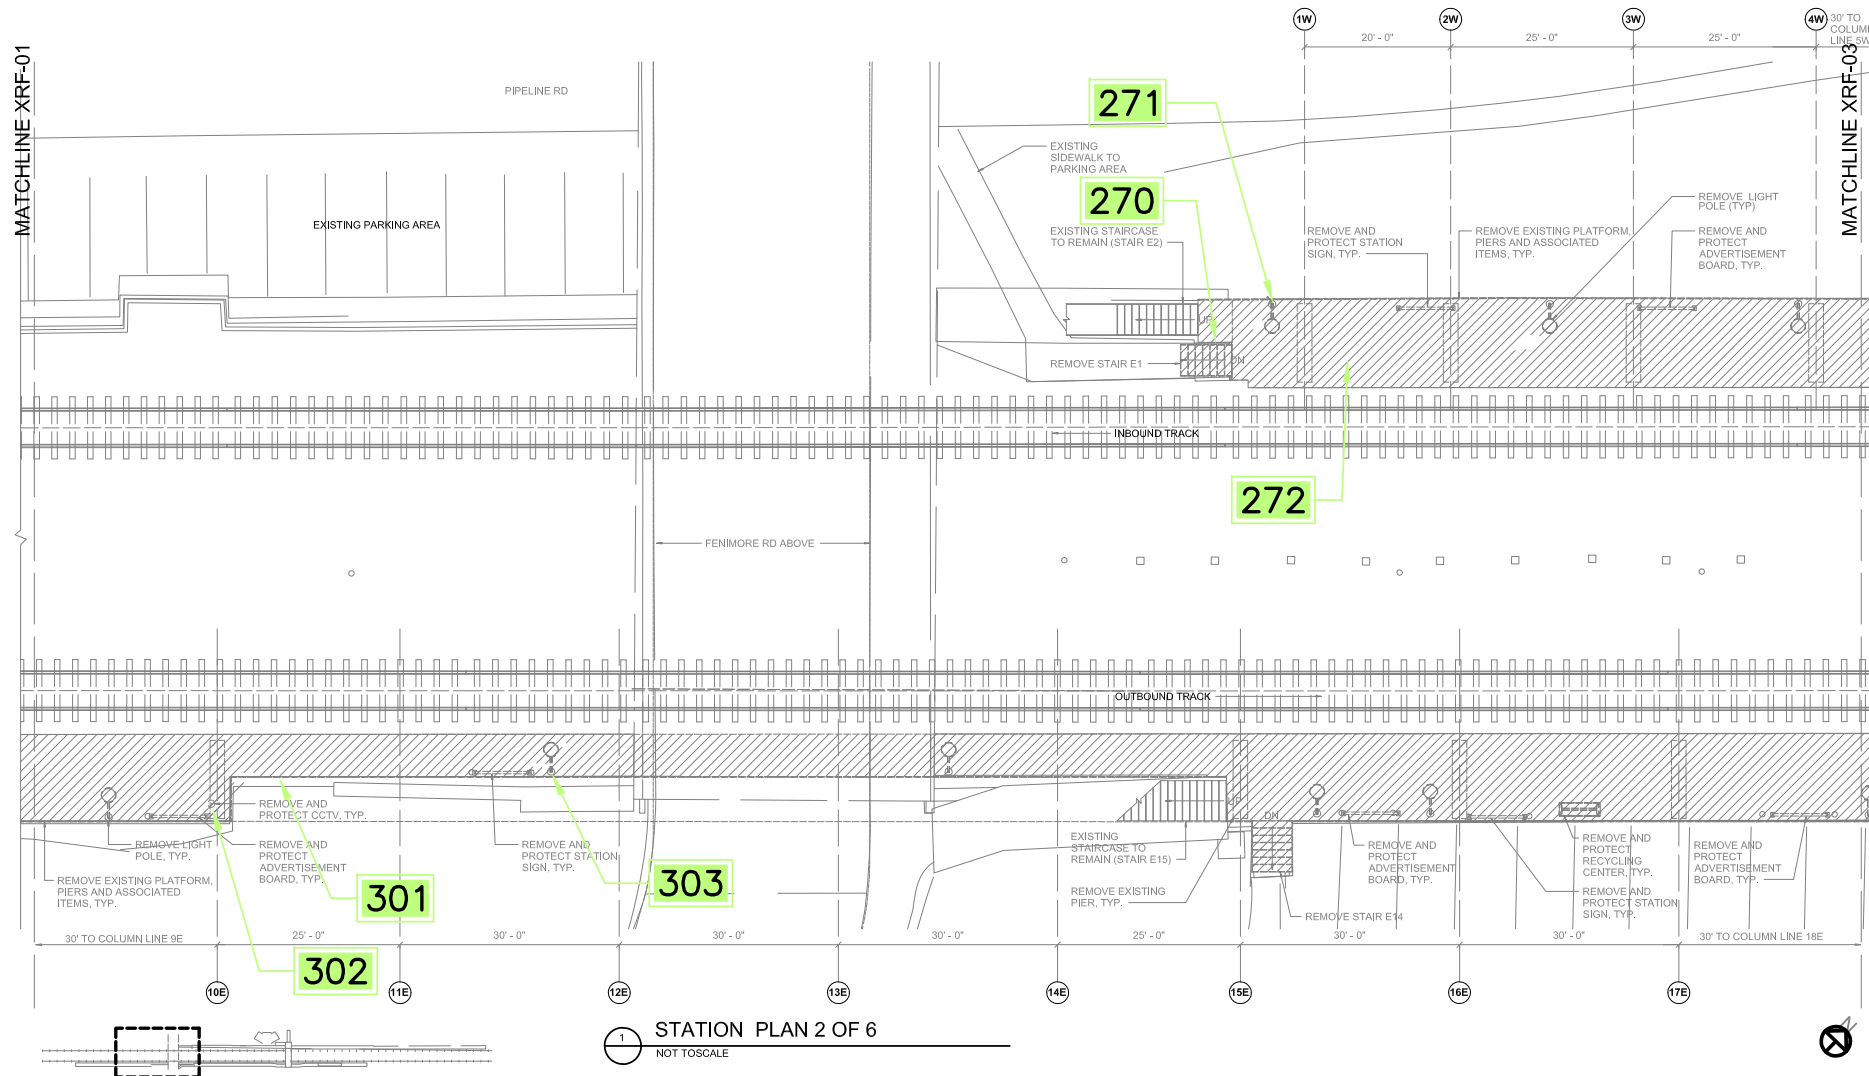 1W
2W
3W
4W
30' TO
COLUM
LINE 5W
20' - 0"
25' - 0"
25' - 0"
MATCHLINE XRF-01
MATCHLINE XRF-03
PIPELINE RD
271
EXISTING
SIDEWALK TO
PARKING AREA
270
EXISTING PARKING AREA
EXISTING STAIRCASE
TO REMAIN (STAIR E2)
REMOVE AND
PROTECT STATION
SIGN, TYP.
REMOVE EXISTING PLATFORM,
PIERS AND ASSOCIATED
ITEMS, TYP.
REMOVE LIGHT
POLE (TYP)
REMOVE AND
PROTECT
ADVERTISEMENT
BOARD, TYP.
UP
REMOVE STAIR E1
DN
INBOUND TRACK
272
FENIMORE RD ABOVE
OUTBOUND TRACK
REMOVE AND
PROTECT CCTV, TYP.
REMOVE LIGHT
POLE, TYP.
REMOVE AND
PROTECT
ADVERTISEMENT
BOARD, TYP.
REMOVE EXISTING PLATFORM,
PIERS AND ASSOCIATED
ITEMS, TYP.
301
302
REMOVE AND
PROTECT STATION
SIGN, TYP.
303
EXISTING
STAIRCASE TO
REMAIN (STAIR E15)
REMOVE EXISTING
PIER, TYP.
DN
REMOVE STAIR E14
REMOVE AND
PROTECT
ADVERTISEMENT
BOARD, TYP.
REMOVE AND
PROTECT
RECYCLING
CENTER, TYP.
REMOVE AND
PROTECT STATION
SIGN, TYP.
REMOVE AND
PROTECT
ADVERTISEMENT
BOARD, TYP.
30' TO COLUMN LINE 9E
25' - 0"
30' - 0"
30' - 0"
30' - 0"
25' - 0"
30' - 0"
30' - 0"
30' TO COLUMN LINE 18E
10E
11E
12E
13E
14E
15E
16E
17E
1
STATION PLAN 2 OF 6
NOT TOSCALE